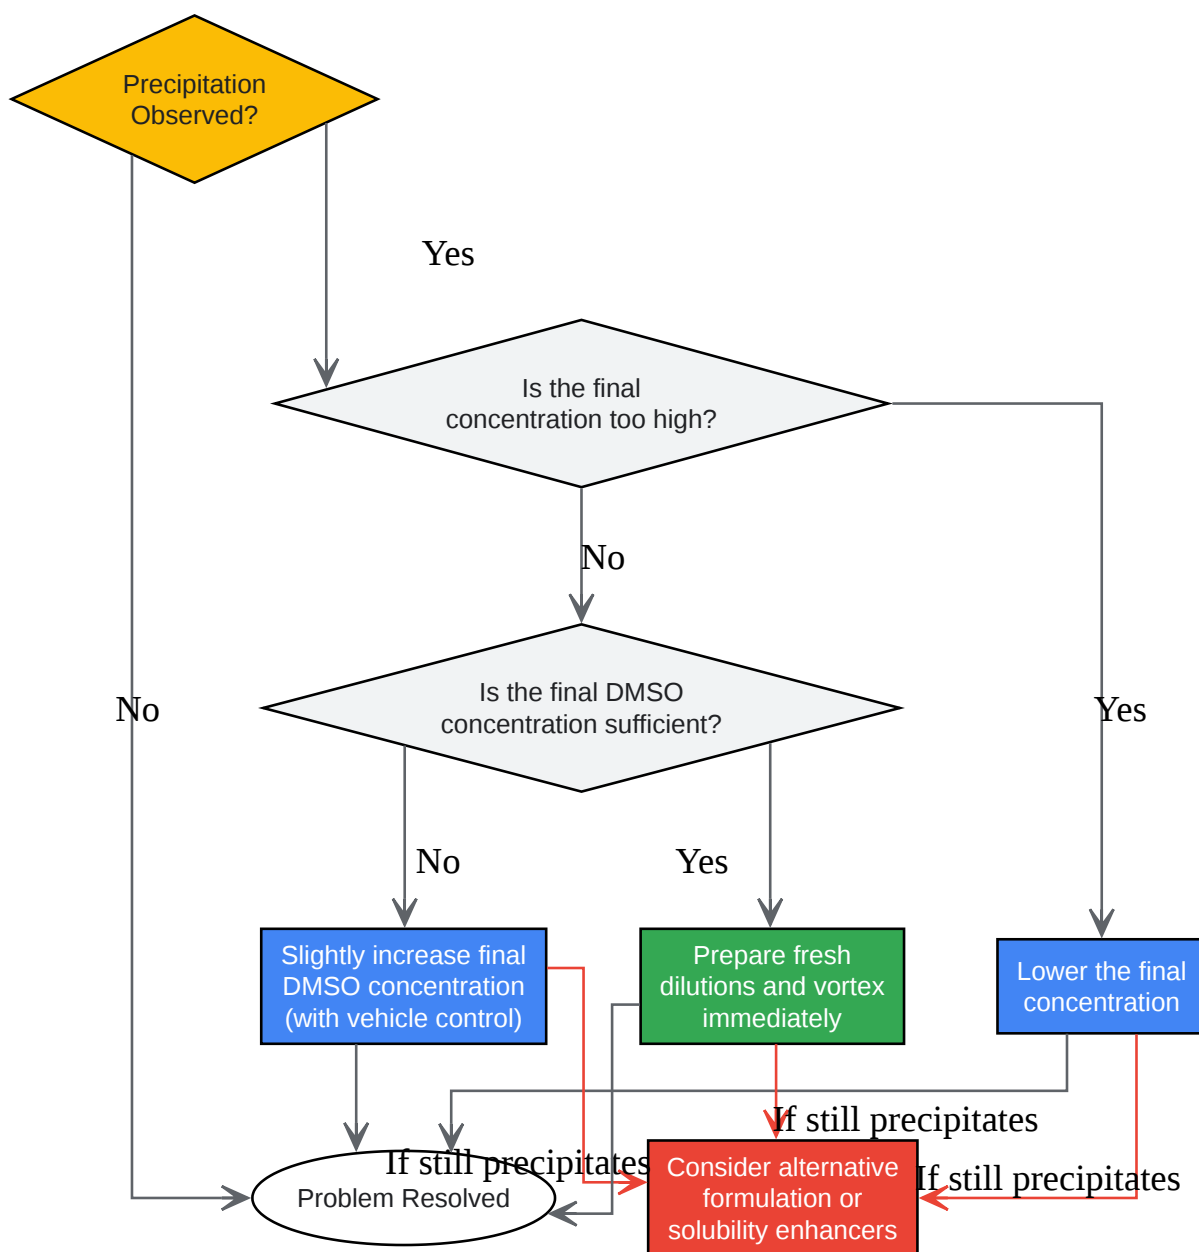 Precipitation
Observed?
Yes
Is the final
concentration too high?
No
Is the final DMSO
concentration sufficient?
No
Yes
No
Yes
Slightly increase final
DMSO concentration
(with vehicle control)
Prepare fresh
dilutions and vortex
immediately
Lower the final
concentration
If still precipitates
If still precipitates
If still precipitates
Problem Resolved
Consider alternative
formulation or
solubility enhancers